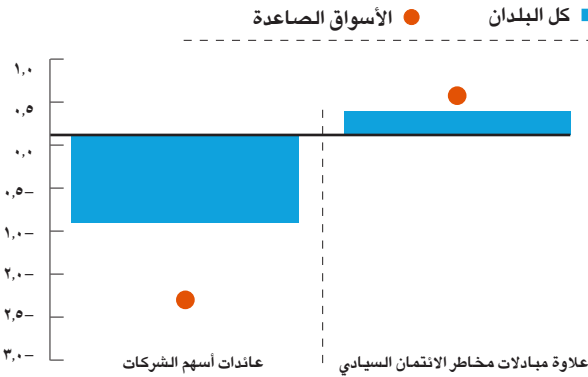 كل البلدان
الأسواق الصاعدة
١,٠
٠,٥
٠,٠
٠,٥–
١,٠–
٢,٠–
٢,٥–
٣,٠–
علاوة مبادلات مخاطر الائتمان السيادي
عائدات أسهم الشركات